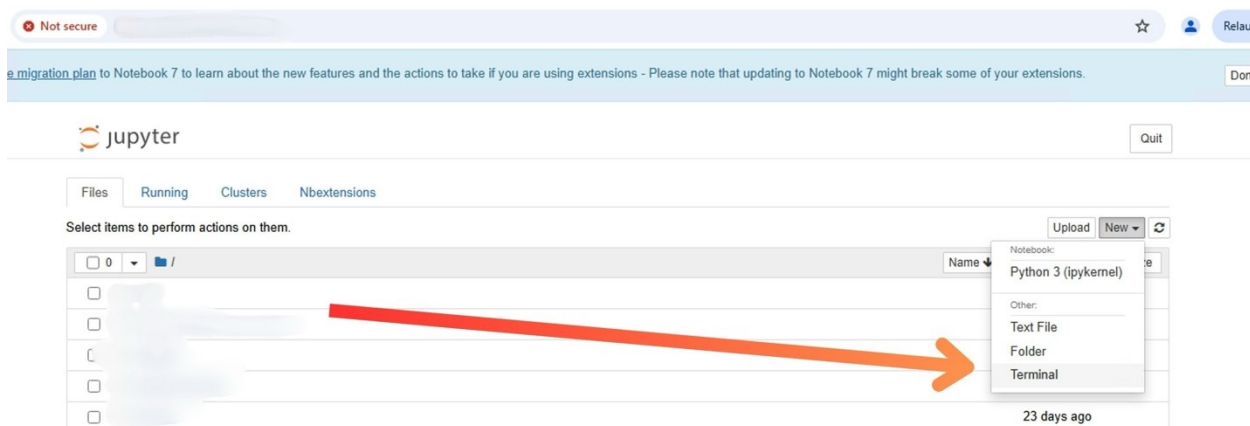 Not secure
Relau
e migration plan to Notebook 7 to learn about the new features and the actions to take if you are using extensions - Please note that updating to Notebook 7 might break some of your extensions.
Don
jupyter
Quit
Files Running Clusters Nbextensions
Select items to perform actions on them.
Upload New
0 /
Name
ze
Notebook:
Python 3 (ipykernel)
Other:
Text File
Folder
Terminal
23 days ago